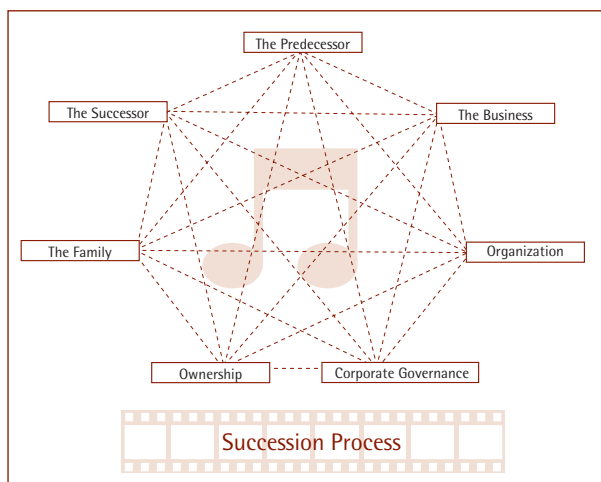 The Predecessor
The Successor
The Business
The Family
Organization
Ownership
Corporate Governance
Succession Process